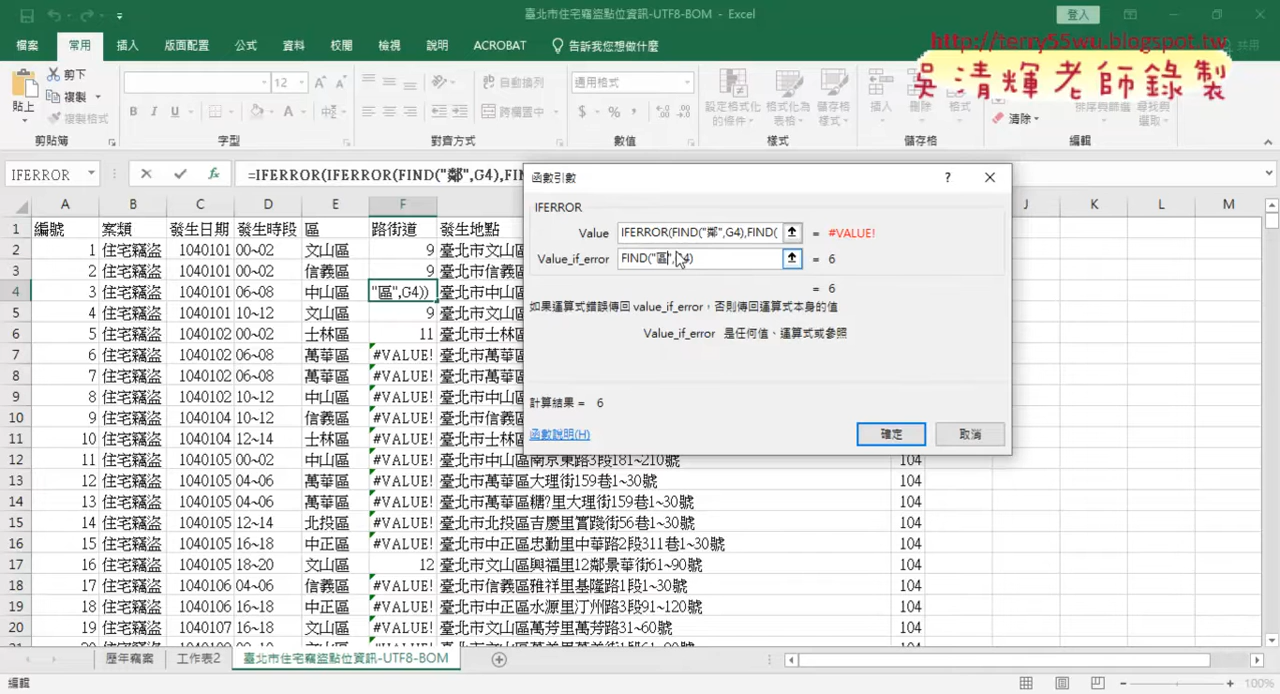 臺北市住宅竊盜點位資訊-UTF8-BOM - Excel
登入
檔案 常用 插入 版面配置 公式 資料 校閱 檢視 說明 ACROBAT 告訴我您想做什麼 共用
http://terry55wu.blogspot.tw
吳清輝老師錄製
貼上 剪下 複製 複製格式 剪貼簿
12 B I U 字型
自動換列 跨欄置中 對齊方式
通用格式 $ % 數值
設定格式化的條件 格式化為表格 儲存格樣式 樣式
插入 刪除 格式 儲存格
清除 排序與篩選 尋找與選取 編輯
IFERROR =IFERROR(IFERROR(FIND("鄰",G4),FIN
函數引數
IFERROR
Value IFERROR(FIND("鄰",G4),FIND( = #VALUE!
Value_if_error FIND("區",G4) = 6
= 6
如果運算式錯誤傳回 value_if_error，否則傳回運算式本身的值
Value_if_error 是任何值、運算式或參照
計算結果 = 6
函數說明(H) 確定 取消
A B C D E F J K L M
1 編號 案類 發生日期 發生時段 區 路街道 發生地點
2 1 住宅竊盜 1040101 00~02 文山區 9 臺北市文山區
3 2 住宅竊盜 1040101 00~02 信義區 9 臺北市信義區
4 3 住宅竊盜 1040101 06~08 中山區 "區",G4)) 臺北市中山區
5 4 住宅竊盜 1040101 10~12 文山區 9 臺北市文山區
6 5 住宅竊盜 1040102 00~02 士林區 11 臺北市士林區
7 6 住宅竊盜 1040102 06~08 萬華區 #VALUE! 臺北市萬華區
8 7 住宅竊盜 1040102 06~08 萬華區 #VALUE! 臺北市萬華區
9 8 住宅竊盜 1040102 10~12 中山區 #VALUE! 臺北市中山區
10 9 住宅竊盜 1040104 10~12 信義區 #VALUE! 臺北市信義區
11 10 住宅竊盜 1040104 12~14 士林區 #VALUE! 臺北市士林區
12 11 住宅竊盜 1040105 00~02 中山區 #VALUE! 臺北市中山區南京東路3段181~210號 104
13 12 住宅竊盜 1040105 04~06 萬華區 #VALUE! 臺北市萬華區大理街159巷1~30號 104
14 13 住宅竊盜 1040105 04~06 萬華區 #VALUE! 臺北市萬華區糖?里大理街159巷1~30號 104
15 14 住宅竊盜 1040105 12~14 北投區 #VALUE! 臺北市北投區吉慶里實踐街56巷1~30號 104
16 15 住宅竊盜 1040105 16~18 中正區 #VALUE! 臺北市中正區忠勤里中華路2段311巷1~30號 104
17 16 住宅竊盜 1040105 18~20 文山區 12 臺北市文山區興福里12鄰景華街61~90號 104
18 17 住宅竊盜 1040106 04~06 信義區 #VALUE! 臺北市信義區雅祥里基隆路1段1~30號 104
19 18 住宅竊盜 1040106 16~18 中正區 #VALUE! 臺北市中正區水源里汀州路3段91~120號 104
20 19 住宅竊盜 1040107 16~18 文山區 #VALUE! 臺北市文山區萬芳里萬芳路31~60號 104
歷年竊案 工作表2 臺北市住宅竊盜點位資訊-UTF8-BOM
編輯 100%